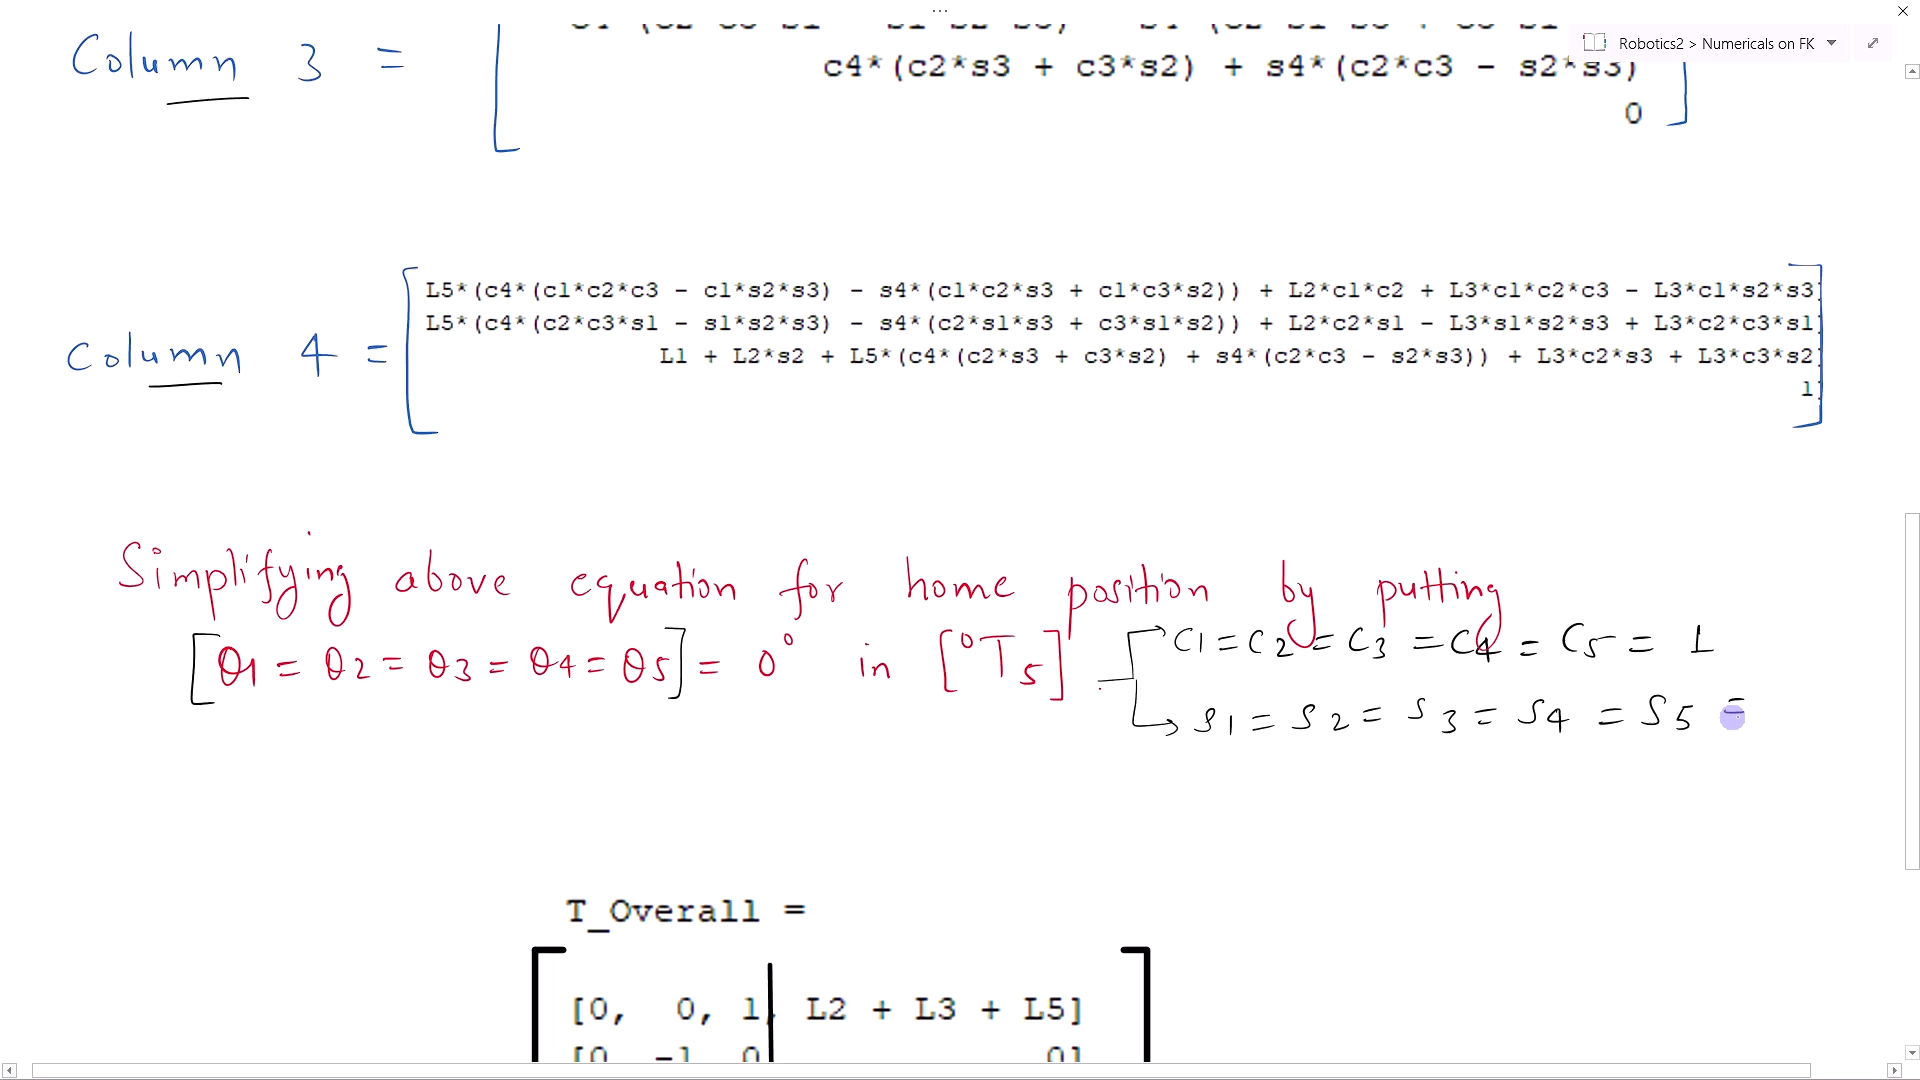 Robotics2 > Numericals on FK
Column 3 =
c4*(c2*s3 + c3*s2) + s4*(c2*c3 - s2*s3)
0
Column 4 =
L5*(c4*(c1*c2*c3 - c1*s2*s3) - s4*(c1*c2*s3 + c1*c3*s2)) + L2*c1*c2 + L3*c1*c2*c3 - L3*c1*s2*s3
L5*(c4*(c2*c3*s1 - s1*s2*s3) - s4*(c2*s1*s3 + c3*s1*s2)) + L2*c2*s1 - L3*s1*s2*s3 + L3*c2*c3*s1
L1 + L2*s2 + L5*(c4*(c2*s3 + c3*s2) + s4*(c2*c3 - s2*s3)) + L3*c2*s3 + L3*c3*s2
1
Simplifying above equation for home position by putting
[θ1 = θ2 = θ3 = θ4 = θ5] = 0° in [⁰T₅]
C1 = C2 = C3 = C4 = C5 = 1
S1 = S2 = S3 = S4 = S5 =
T_Overall =
[0, 0, 1, L2 + L3 + L5]
[0 -1 0 0]